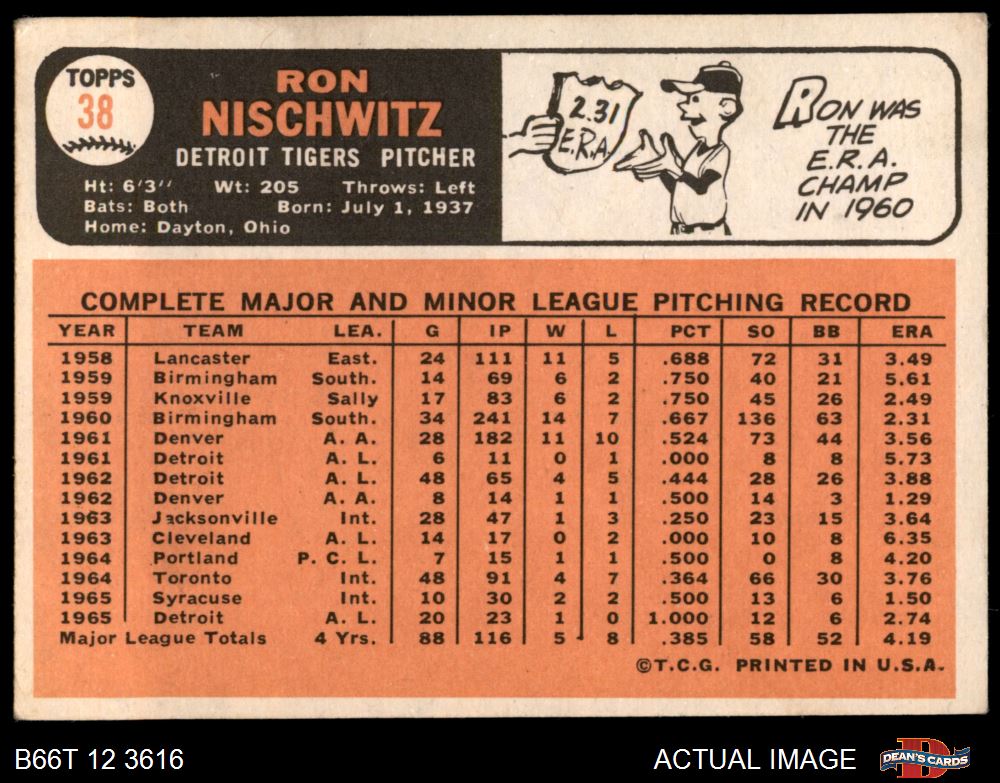 TOPPS
38
RON
NISCHWITZ
DETROIT TIGERS PITCHER
Ht: 6'3" Wt: 205 Throws: Left
Bats: Both Born: July 1, 1937
Home: Dayton, Ohio
2.31
E.R.A.
RON WAS
THE
E.R.A.
CHAMP
IN 1960
COMPLETE MAJOR AND MINOR LEAGUE PITCHING RECORD
YEAR TEAM LEA. G IP W L PCT SO BB ERA
1958 Lancaster East. 24 111 11 5 .688 72 31 3.49
1959 Birmingham South. 14 69 6 2 .750 40 21 5.61
1959 Knoxville Sally 17 83 6 2 .750 45 26 2.49
1960 Birmingham South. 34 241 14 7 .667 136 63 2.31
1961 Denver A. A. 28 182 11 10 .524 73 44 3.56
1961 Detroit A. L. 6 11 0 1 .000 8 8 5.73
1962 Detroit A. L. 48 65 4 5 .444 28 26 3.88
1962 Denver A. A. 8 14 1 1 .500 14 3 1.29
1963 Jacksonville Int. 28 47 1 3 .250 23 15 3.64
1963 Cleveland A. L. 14 17 0 2 .000 10 8 6.35
1964 Portland P. C. L. 7 15 1 1 .500 0 8 4.20
1964 Toronto Int. 48 91 4 7 .364 66 30 3.76
1965 Syracuse Int. 10 30 2 2 .500 13 6 1.50
1965 Detroit A. L. 20 23 1 0 1.000 12 6 2.74
Major League Totals 4 Yrs. 88 116 5 8 .385 58 52 4.19
©T.C.G. PRINTED IN U.S.A.
B66T 12 3616 ACTUAL IMAGE DEAN'S CARDS